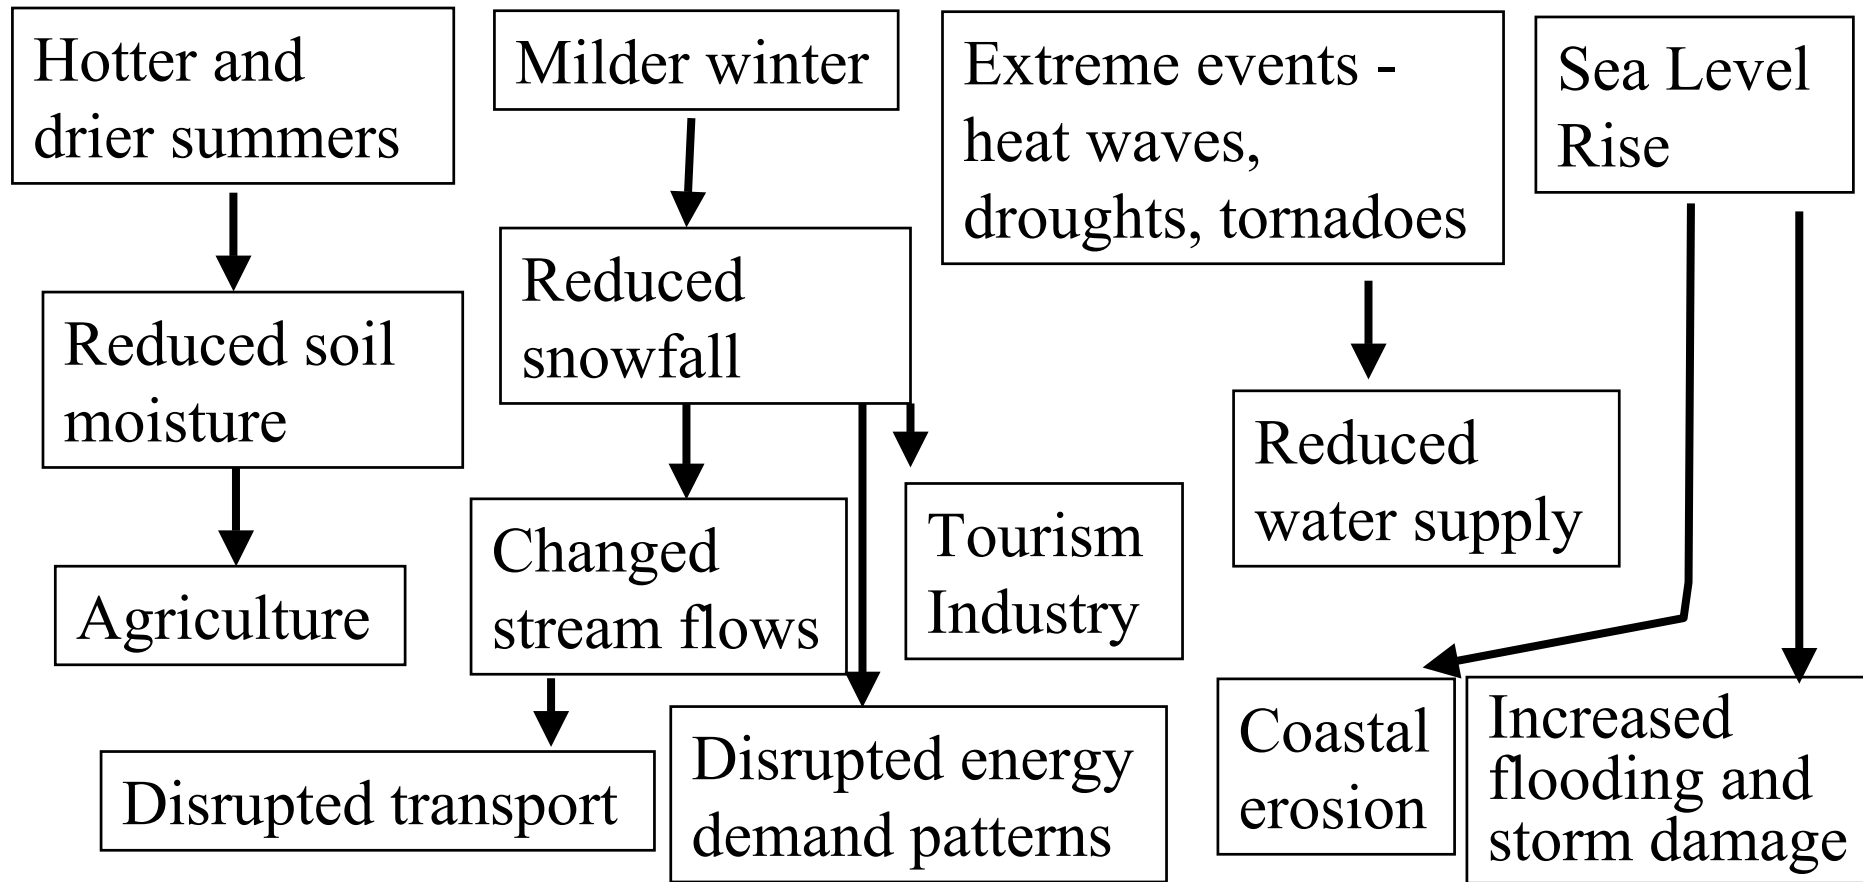 Hotter and
drier summers
Milder winter
Extreme events -
heat waves,
droughts, tornadoes
Sea Level
Rise
Reduced soil
moisture
Reduced
snowfall
Reduced
water supply
Agriculture
Changed
stream flows
Tourism
Industry
Disrupted transport
Disrupted energy
demand patterns
Coastal
erosion
Increased
flooding and
storm damage